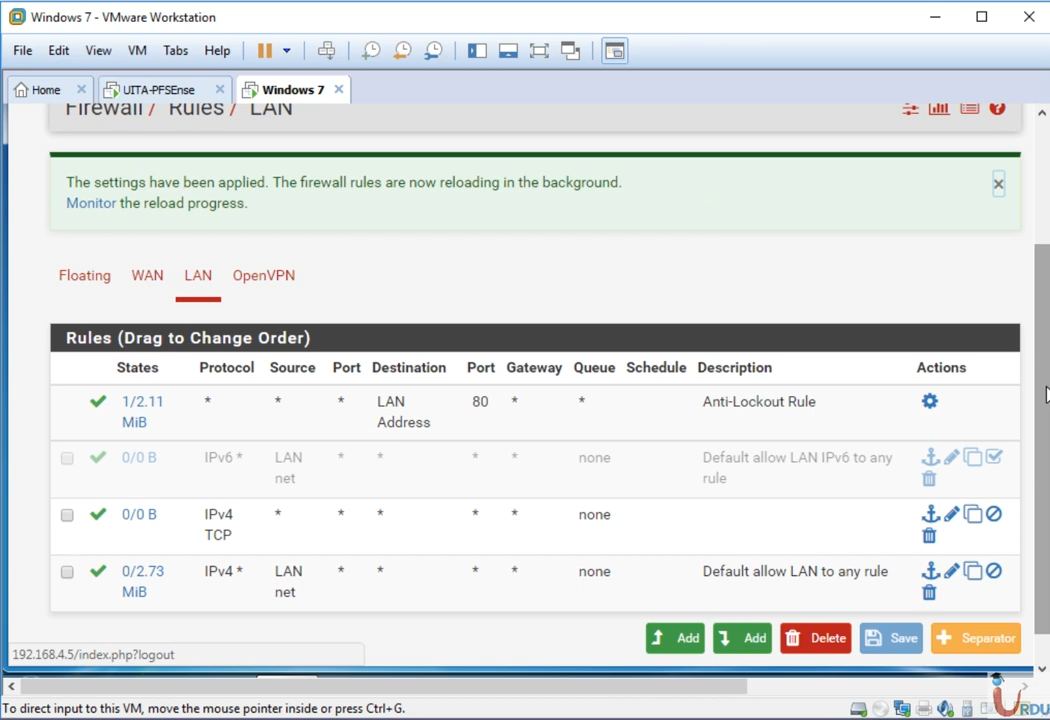 Windows 7 - VMware Workstation
File Edit View VM Tabs Help
Home UITA-PFSEnse Windows 7
Firewall / Rules / LAN
The settings have been applied. The firewall rules are now reloading in the background.
Monitor the reload progress.
Floating WAN LAN OpenVPN
Rules (Drag to Change Order)
States Protocol Source Port Destination Port Gateway Queue Schedule Description Actions
1/2.11 * * * LAN 80 * * Anti-Lockout Rule
MiB Address
0/0 B IPv6 * LAN * * * * none Default allow LAN IPv6 to any
net rule
0/0 B IPv4 * * * * * none
TCP
0/2.73 IPv4 * LAN * * * * none Default allow LAN to any rule
MiB net
Add Add Delete Save Separator
192.168.4.5/index.php?logout
To direct input to this VM, move the mouse pointer inside or press Ctrl+G.
URDU